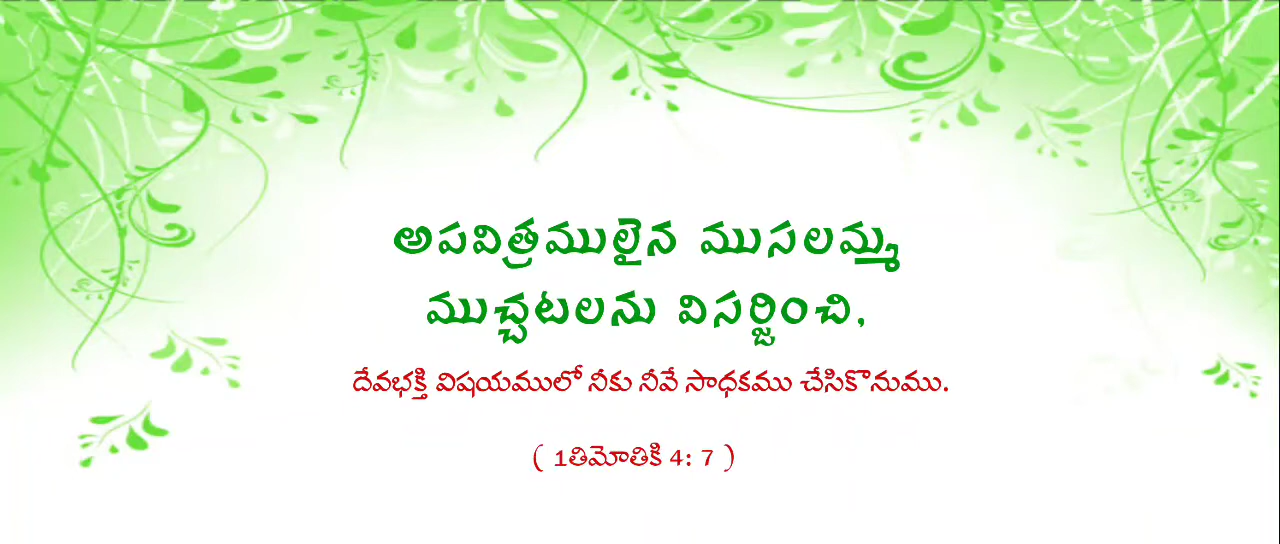 అపవిత్రములైన ముసలమ్మ
ముచ్చటలను విసర్జించి,
దేవభక్తి విషయములో నీకు నీవే సాధకము చేసికొనుము.
( 1తిమోతికి 4: 7 )